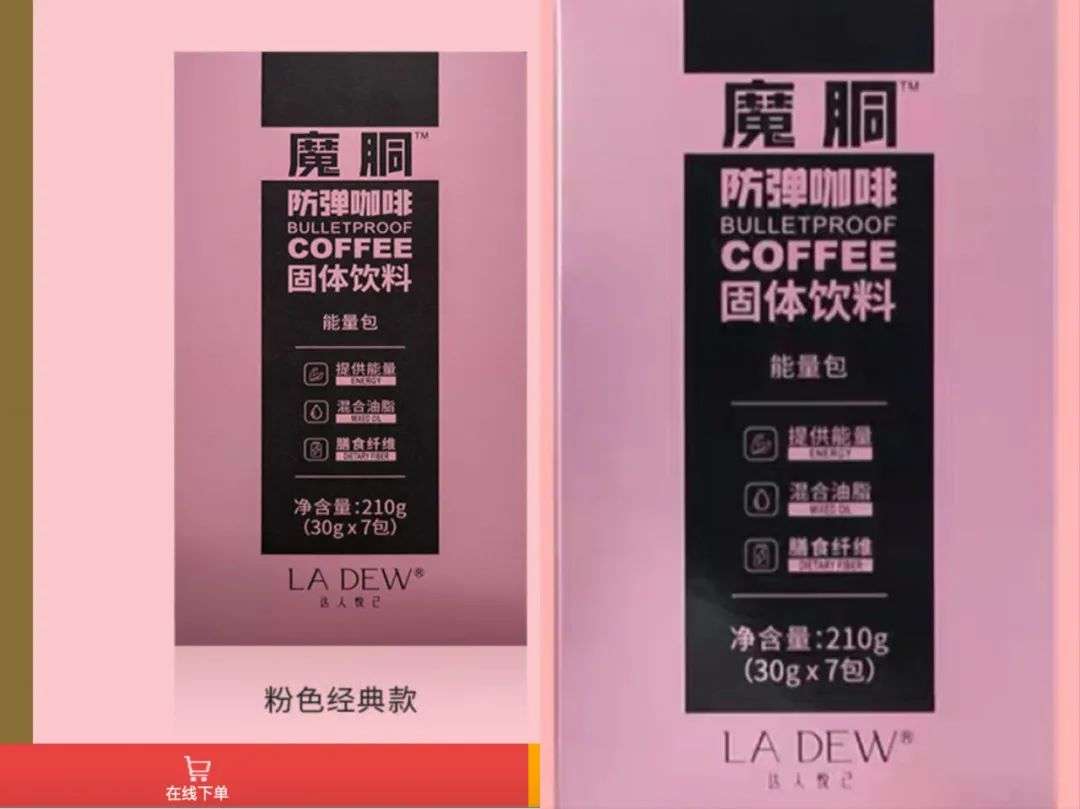 魔胴™
防弹咖啡
BULLETPROOF
COFFEE
固体饮料
能量包
提供能量
ENERGY
混合油脂
MIXED OIL
膳食纤维
DIETARY FIBER
净含量:210g
(30g x 7包)
LA DEW®
达人悦己
粉色经典款
在线下单
魔胴™
防弹咖啡
BULLETPROOF
COFFEE
固体饮料
能量包
提供能量
ENERGY
混合油脂
MIXED OIL
膳食纤维
DIETARY FIBER
净含量:210g
(30g x 7包)
LA DEW®
达人悦己